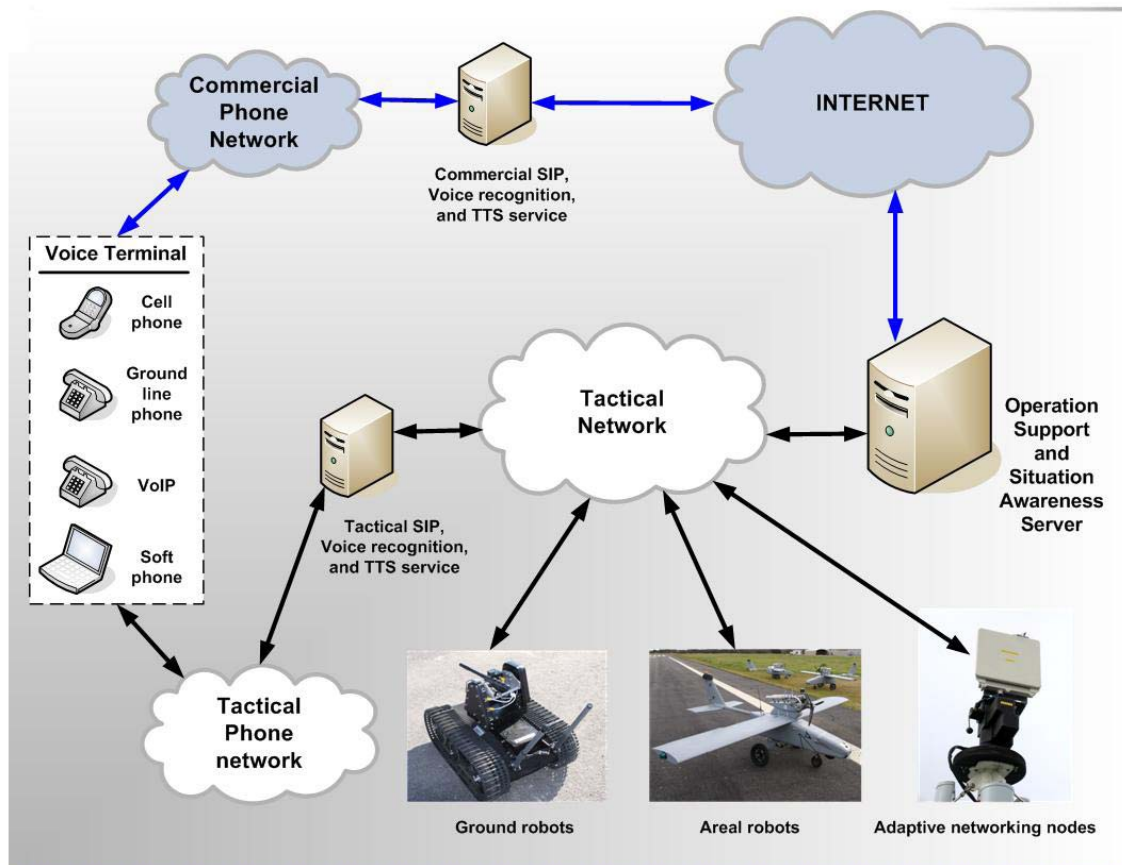 Commercial
Phone
Network
INTERNET
Commercial SIP,
Voice recognition,
and TTS service
Voice Terminal
Cell
phone
Ground
line
phone
VoIP
Soft
phone
Tactical
Network
Operation
Support
and
Situation
Awareness
Server
Tactical SIP,
Voice recognition,
and TTS service
Tactical
Phone
network
Ground robots
Areal robots
Adaptive networking nodes